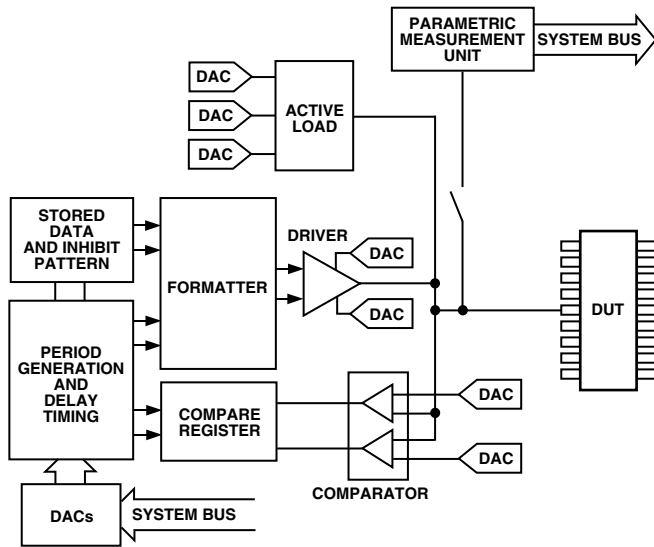 PARAMETRIC
MEASUREMENT
UNIT
SYSTEM BUS
DAC
DAC
DAC
ACTIVE
LOAD
STORED
DATA
AND INHIBIT
PATTERN
FORMATTER
DRIVER
DAC
DAC
DUT
PERIOD
GENERATION
AND
DELAY
TIMING
COMPARE
REGISTER
DAC
DAC
COMPARATOR
DACs
SYSTEM BUS